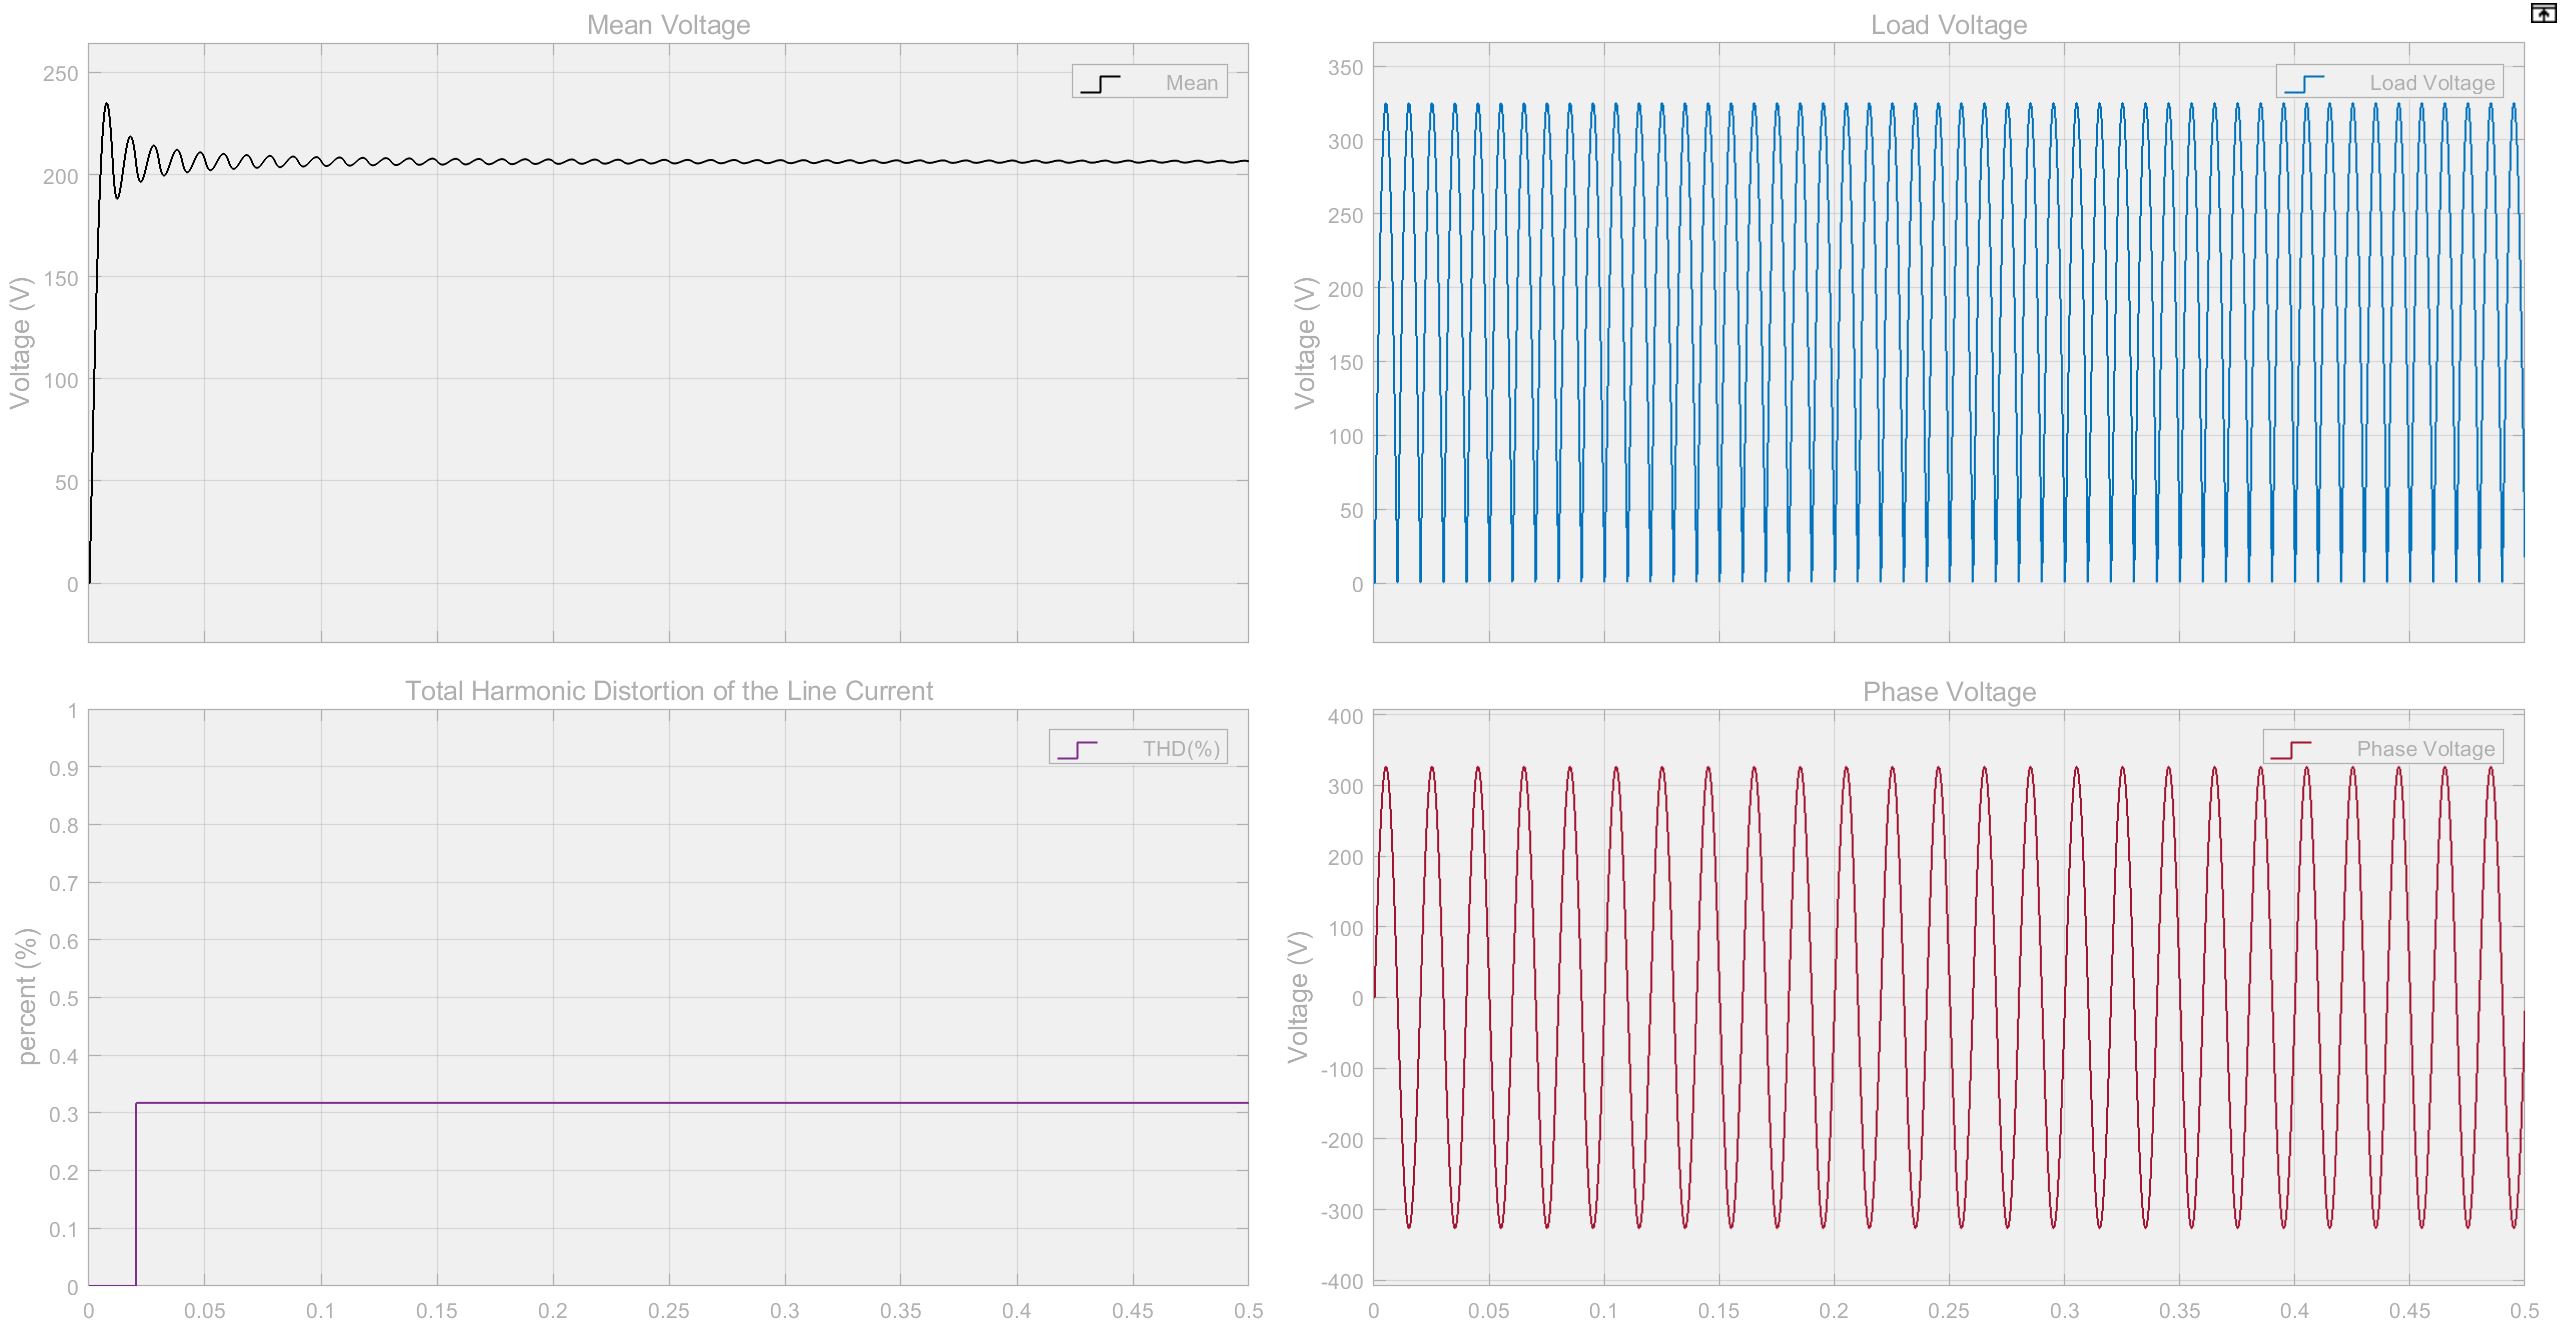 Mean Voltage
Mean
250
200
150
100
50
0
Voltage (V)
Load Voltage
Load Voltage
350
300
250
200
150
100
50
0
Voltage (V)
Total Harmonic Distortion of the Line Current
THD(%)
1
0.9
0.8
0.7
0.6
0.5
0.4
0.3
0.2
0.1
0
percent (%)
0 0.05 0.1 0.15 0.2 0.25 0.3 0.35 0.4 0.45 0.5
Phase Voltage
Phase Voltage
400
300
200
100
0
-100
-200
-300
-400
Voltage (V)
0 0.05 0.1 0.15 0.2 0.25 0.3 0.35 0.4 0.45 0.5